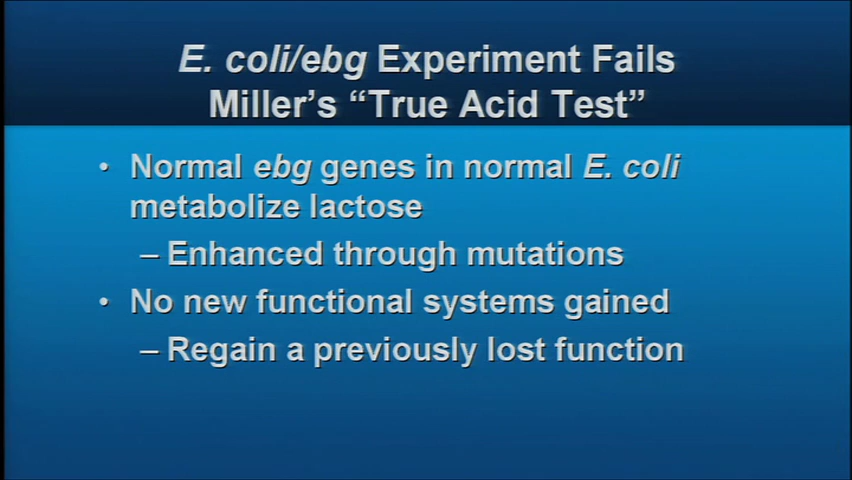 E. coli/ebg Experiment Fails
Miller's “True Acid Test”
• Normal ebg genes in normal E. coli
metabolize lactose
– Enhanced through mutations
• No new functional systems gained
– Regain a previously lost function